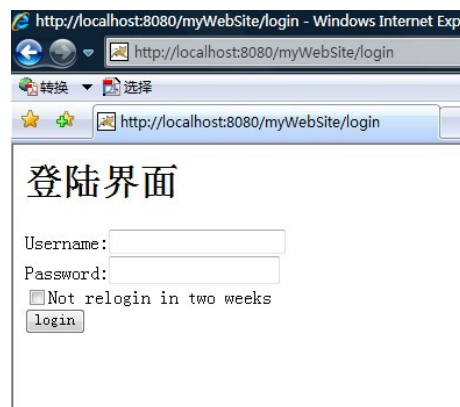 http://localhost:8080/myWebSite/login - Windows Internet Exp
http://localhost:8080/myWebSite/login
转换 选择
http://localhost:8080/myWebSite/login
登陆界面
Username:
Password:
Not relogin in two weeks
login